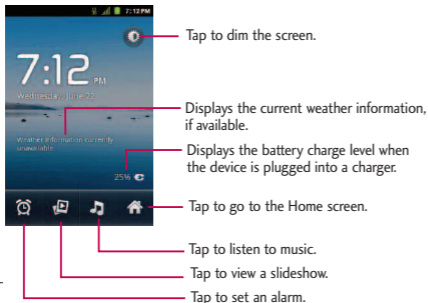 7:12 PM
Tap to dim the screen.
7:12 PM
Wednesday, June 22
Displays the current weather information,
if available.
Weather information currently
unavailable.
Displays the battery charge level when
the device is plugged into a charger.
25%
Tap to go to the Home screen.
Tap to listen to music.
Tap to view a slideshow.
Tap to set an alarm.